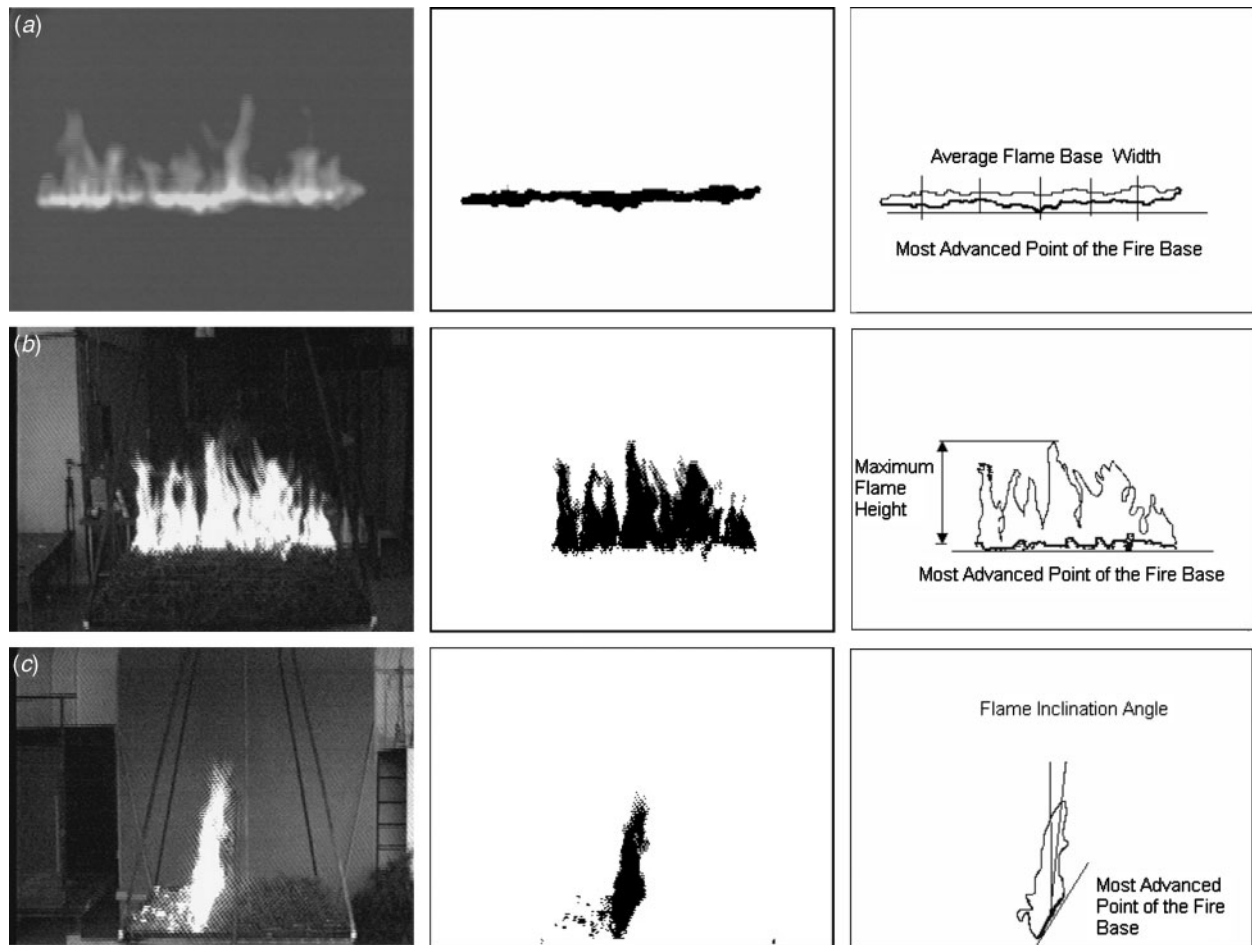 (a)
Average Flame Base Width
Most Advanced Point of the Fire Base
(b)
Maximum
Flame
Height
Most Advanced Point of the Fire Base
(c)
Flame Inclination Angle
Most Advanced
Point of the Fire
Base